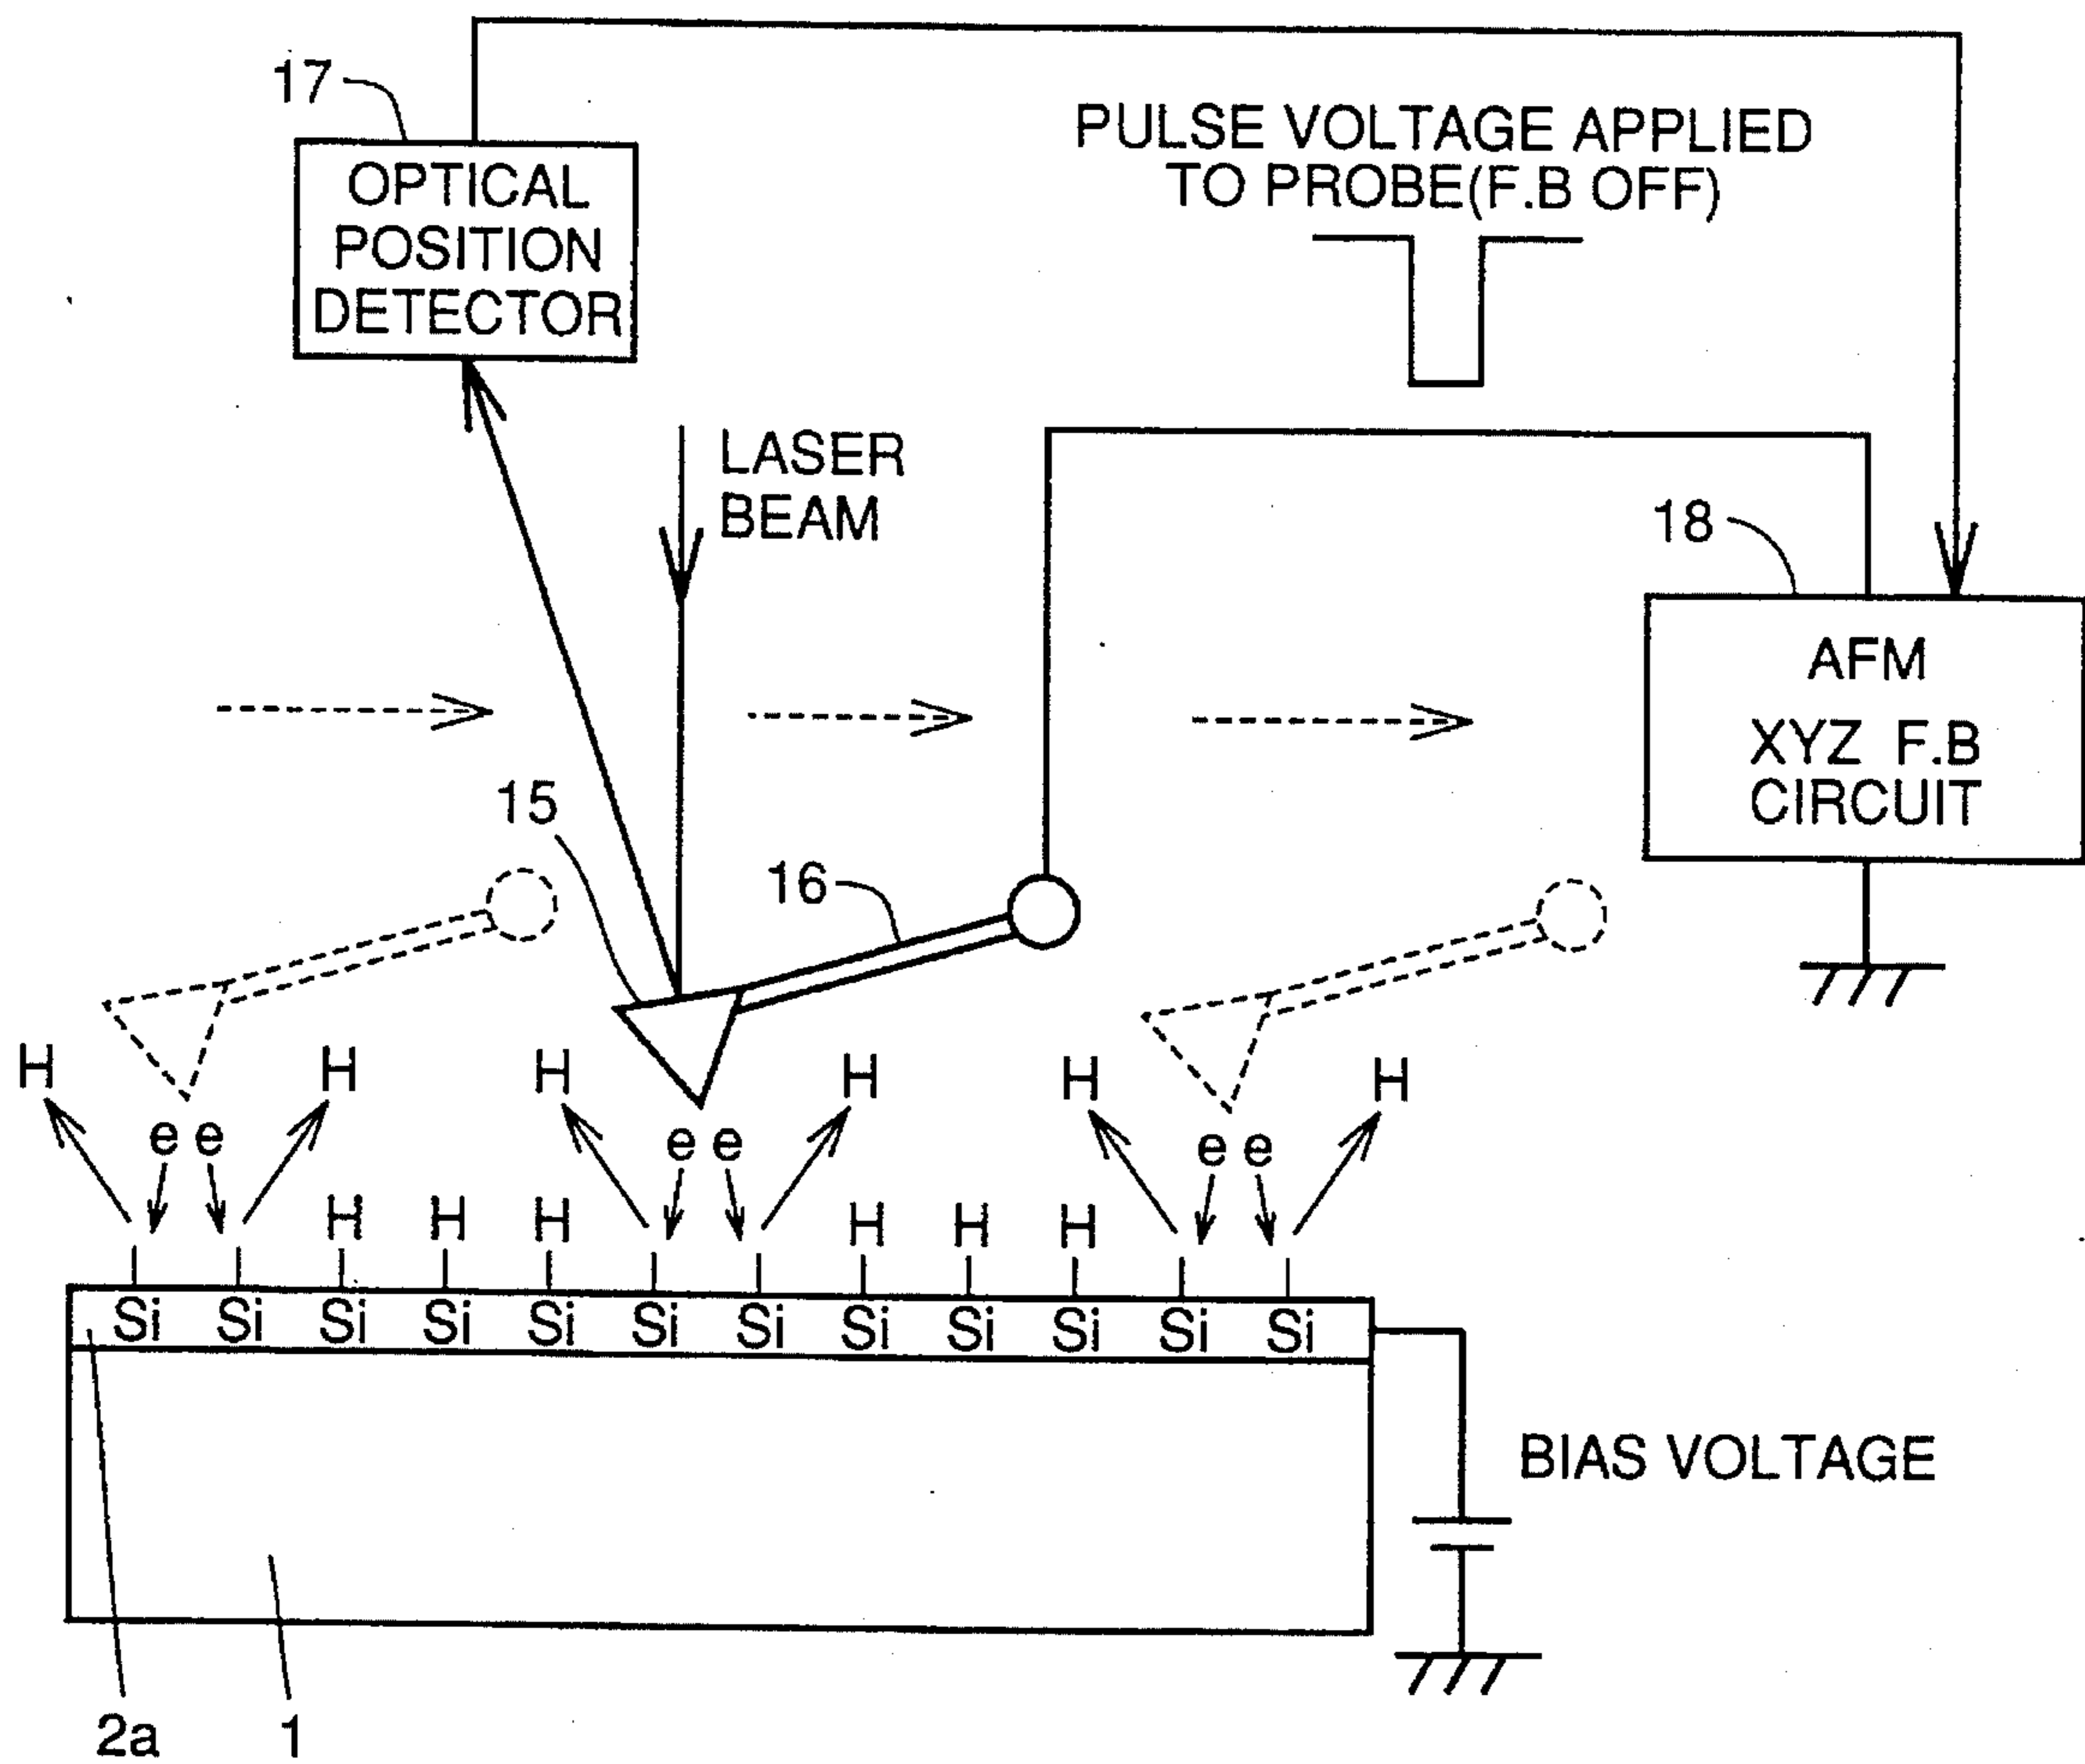 17
OPTICAL
POSITION
DETECTOR
PULSE VOLTAGE APPLIED
TO PROBE(F.B OFF)
LASER
BEAM
18
AFM
XYZ F.B
CIRCUIT
15
16
H H H H H H
e e e e e e
H H H H H H
Si Si Si Si Si Si Si Si Si Si Si Si
BIAS VOLTAGE
2a 1